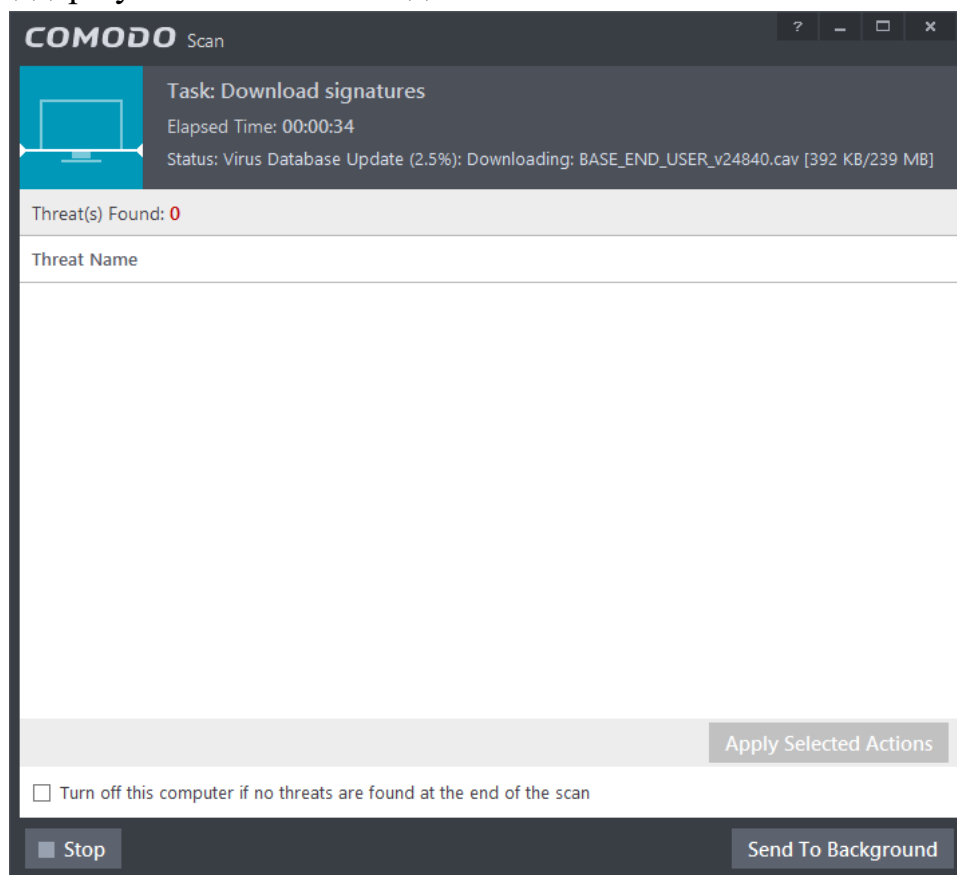 COMODO Scan
?
Task: Download signatures
Elapsed Time: 00:00:34
Status: Virus Database Update (2.5%): Downloading: BASE_END_USER_v24840.cav [392 KB/239 MB]
Threat(s) Found: 0
Threat Name
Apply Selected Actions
Turn off this computer if no threats are found at the end of the scan
Stop
Send To Background